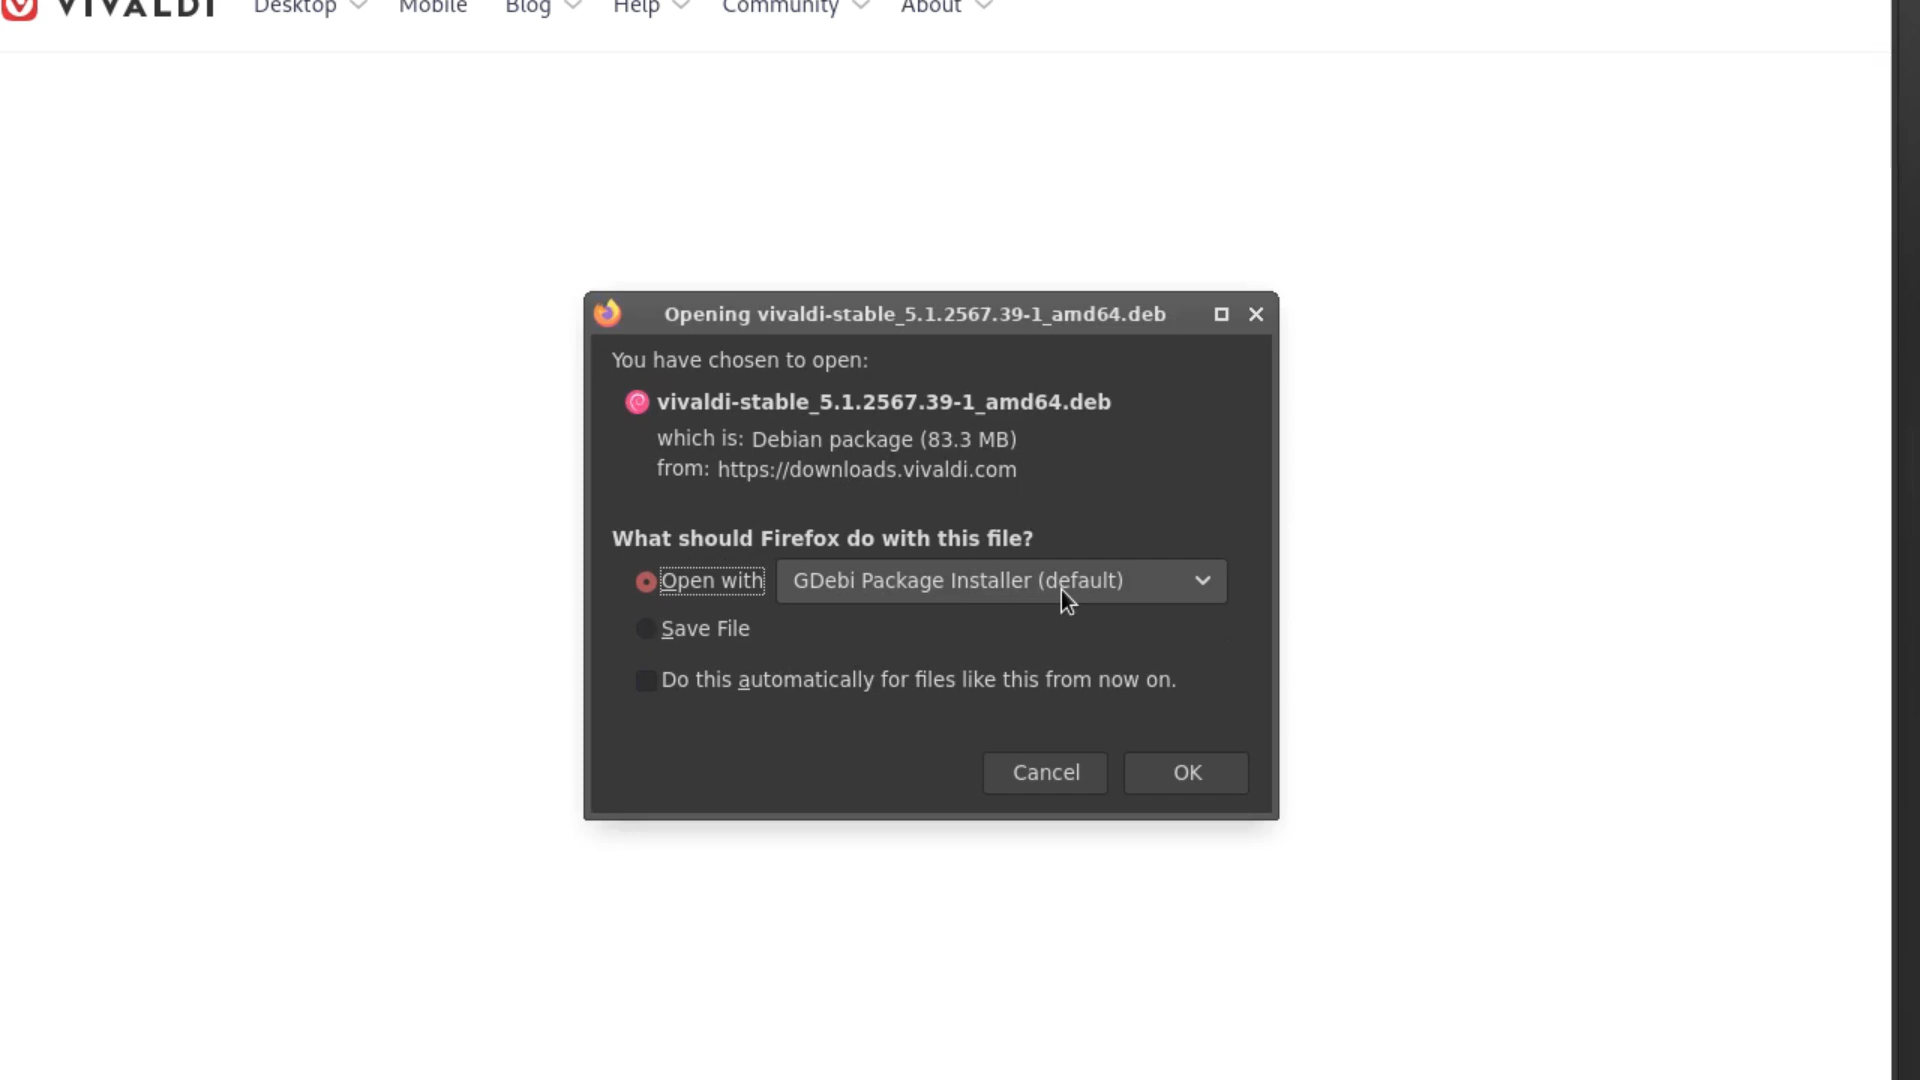 VIVALDI Desktop Mobile Blog Help Community About
Opening vivaldi-stable_5.1.2567.39-1_amd64.deb
You have chosen to open:
vivaldi-stable_5.1.2567.39-1_amd64.deb
which is: Debian package (83.3 MB)
from: https://downloads.vivaldi.com
What should Firefox do with this file?
Open with GDebi Package Installer (default)
Save File
Do this automatically for files like this from now on.
Cancel OK